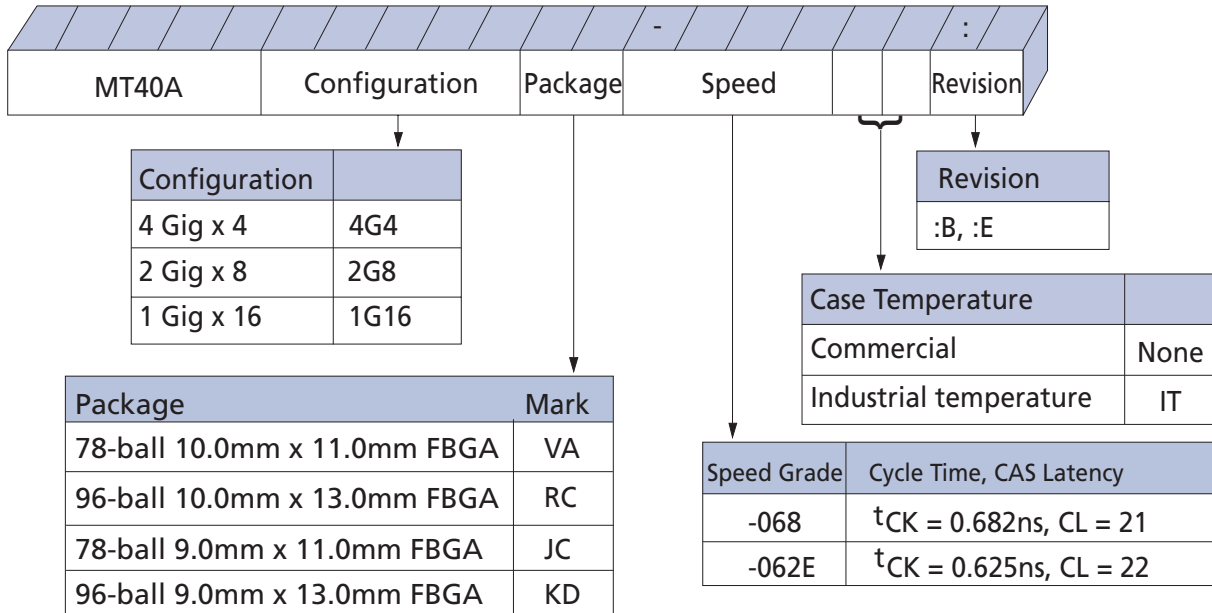 - :
MT40A Configuration Package Speed Revision
Configuration
4 Gig x 4 4G4
2 Gig x 8 2G8
1 Gig x 16 1G16
Revision
:B, :E
Case Temperature
Commercial None
Industrial temperature IT
Package Mark
78-ball 10.0mm x 11.0mm FBGA VA
96-ball 10.0mm x 13.0mm FBGA RC
78-ball 9.0mm x 11.0mm FBGA JC
96-ball 9.0mm x 13.0mm FBGA KD
Speed Grade Cycle Time, CAS Latency
-068 tCK = 0.682ns, CL = 21
-062E tCK = 0.625ns, CL = 22